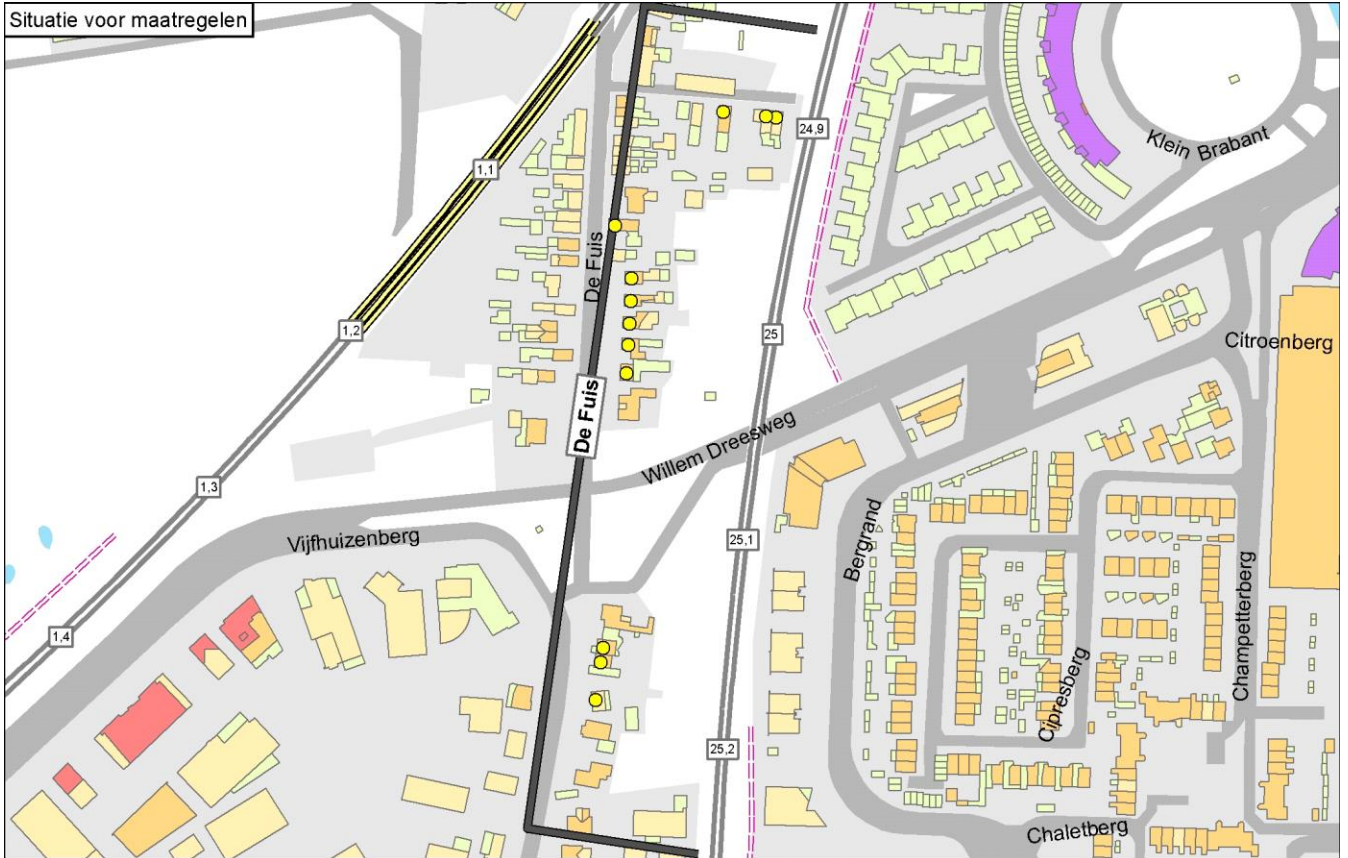 Situatie voor maatregelen
24,9
Klein Brabant
1,1
De Fuis
1,2
25
Citroenberg
De Fuis
Willem Dreesweg
1,3
Vijfhuizenberg
25,1
Bergrand
1,4
Champetterberg
Cipresberg
25,2
Chaletberg